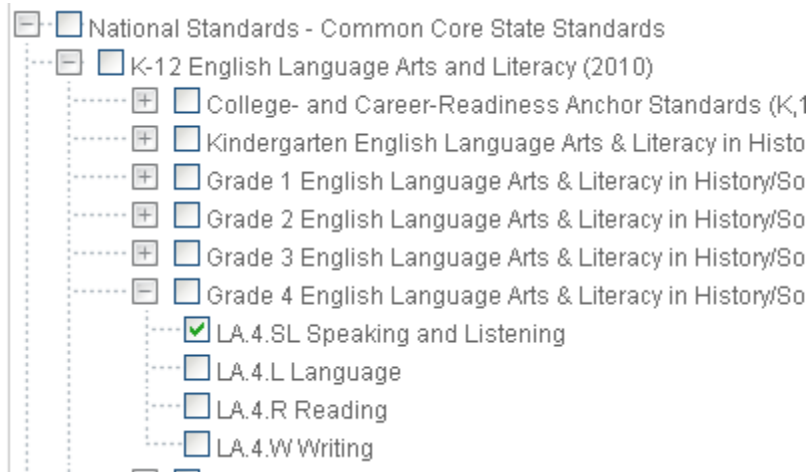 National Standards - Common Core State Standards
K-12 English Language Arts and Literacy (2010)
College- and Career-Readiness Anchor Standards (K,1
Kindergarten English Language Arts & Literacy in Histo
Grade 1 English Language Arts & Literacy in History/So
Grade 2 English Language Arts & Literacy in History/So
Grade 3 English Language Arts & Literacy in History/So
Grade 4 English Language Arts & Literacy in History/So
LA.4.SL Speaking and Listening
LA.4.L Language
LA.4.R Reading
LA.4.W Writing